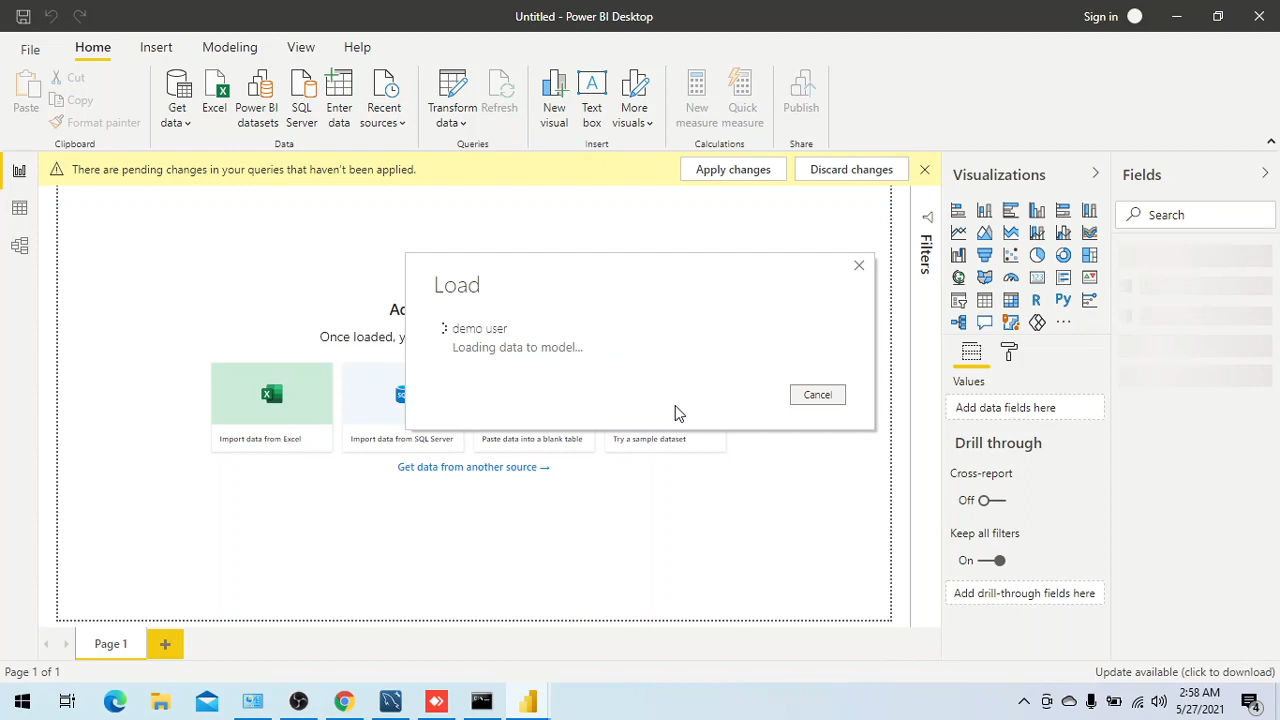 Untitled - Power BI Desktop
Sign in
File
Home
Insert
Modeling
View
Help
Paste
Cut
Copy
Format painter
Clipboard
Get data
Excel
Power BI datasets
SQL Server
Enter data
Recent sources
Data
Transform data
Refresh
Queries
New visual
Text box
More visuals
Insert
New measure
Quick measure
Calculations
Publish
Share
There are pending changes in your queries that haven't been applied.
Apply changes
Discard changes
Load
demo user
Loading data to model...
Cancel
Once loaded, y
Import data from Excel
Import data from SQL Server
Paste data into a blank table
Try a sample dataset
Get data from another source →
Filters
Visualizations
Values
Add data fields here
Drill through
Cross-report
Off
Keep all filters
On
Add drill-through fields here
Fields
Search
Page 1
Page 1 of 1
Update available (click to download)
2:58 AM
5/27/2021
4